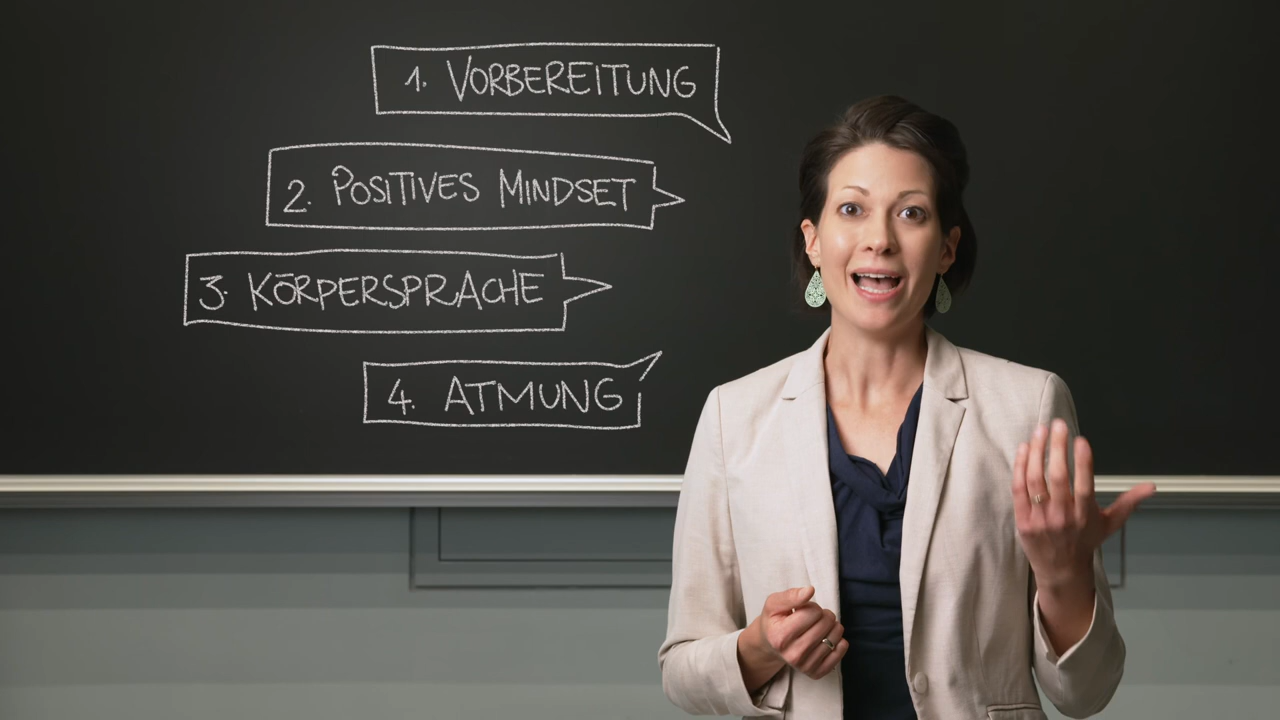 1. VORBEREITUNG
2. POSITIVES MINDSET
3. KÖRPERSPRACHE
4. ATMUNG